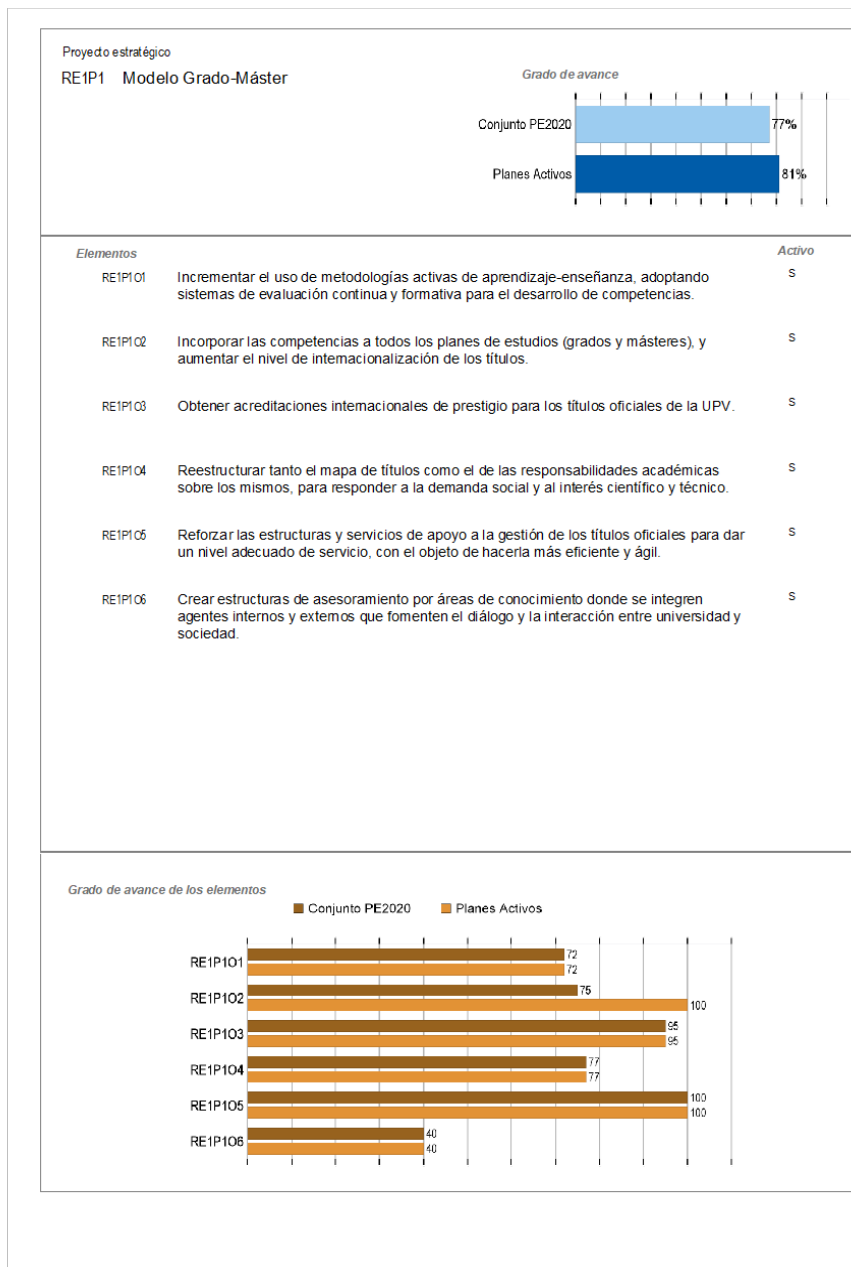 Proyecto estratégico
RE1P1 Modelo Grado-Máster
Grado de avance
Conjunto PE2020 77%
Planes Activos 81%
Elementos Activo
RE1P1O1 Incrementar el uso de metodologías activas de aprendizaje-enseñanza, adoptando S
sistemas de evaluación continua y formativa para el desarrollo de competencias.
RE1P1O2 Incorporar las competencias a todos los planes de estudios (grados y másteres), y S
aumentar el nivel de internacionalización de los títulos.
RE1P1O3 Obtener acreditaciones internacionales de prestigio para los títulos oficiales de la UPV. S
RE1P1O4 Reestructurar tanto el mapa de títulos como el de las responsabilidades académicas S
sobre los mismos, para responder a la demanda social y al interés científico y técnico.
RE1P1O5 Reforzar las estructuras y servicios de apoyo a la gestión de los títulos oficiales para dar S
un nivel adecuado de servicio, con el objeto de hacerla más eficiente y ágil.
RE1P1O6 Crear estructuras de asesoramiento por áreas de conocimiento donde se integren S
agentes internos y externos que fomenten el diálogo y la interacción entre universidad y
sociedad.
Grado de avance de los elementos
Conjunto PE2020 Planes Activos
RE1P1O1 72
72
RE1P1O2 75
100
RE1P1O3 95
95
RE1P1O4 77
77
RE1P1O5 100
100
RE1P1O6 40
40